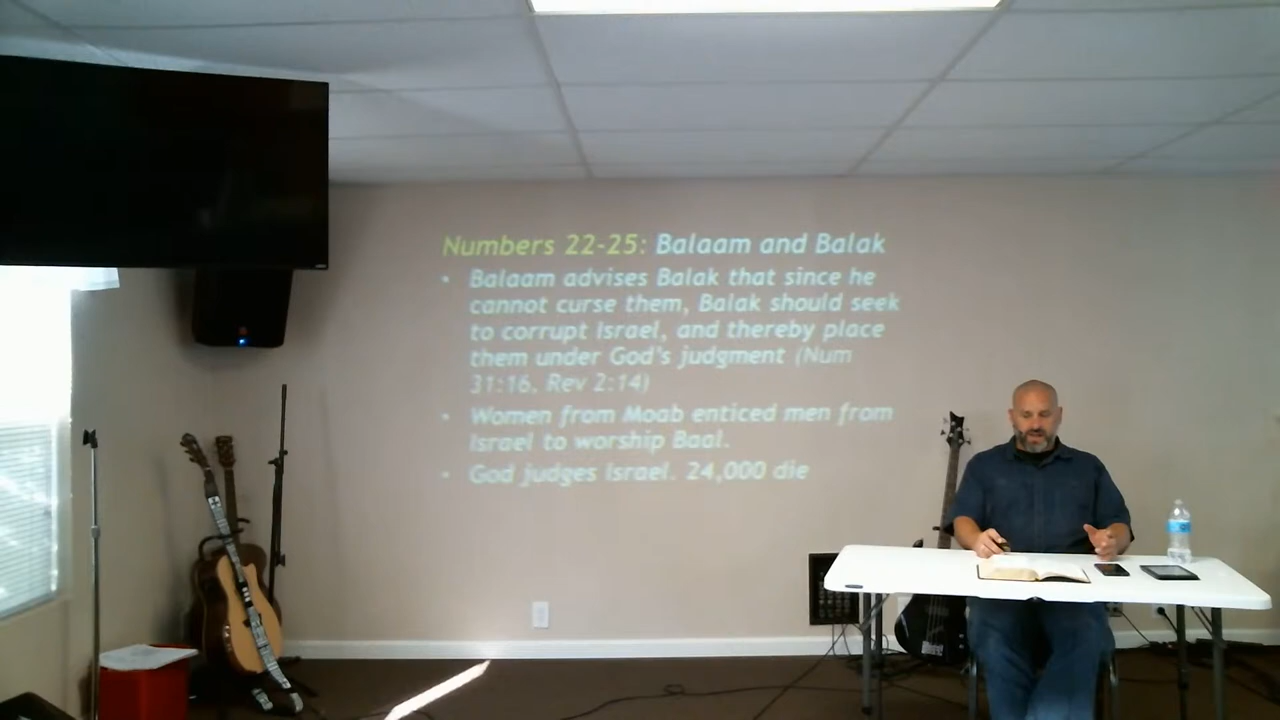 Numbers 22-25: Balaam and Balak
• Balaam advises Balak that since he
cannot curse them, Balak should seek
to corrupt Israel, and thereby place
them under God's judgment (Num
31:16, Rev 2:14)
• Women from Moab enticed men from
Israel to worship Baal.
• God judges Israel. 24,000 die